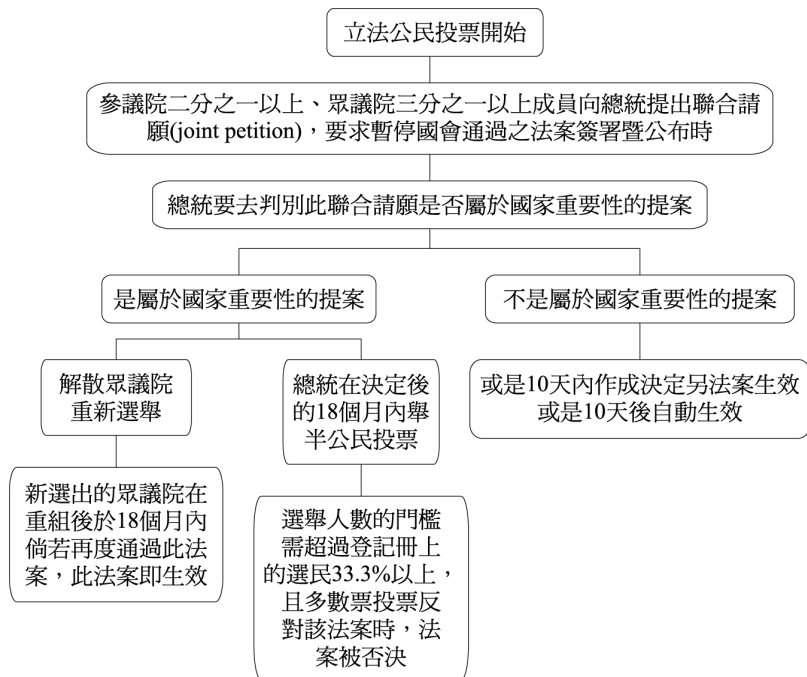 立法公民投票開始
參議院二分之一以上、眾議院三分之一以上成員向總統提出聯合請
願(joint petition)，要求暫停國會通過之法案簽署暨公布時
總統要去判別此聯合請願是否屬於國家重要性的提案
是屬於國家重要性的提案
不是屬於國家重要性的提案
解散眾議院
重新選舉
總統在決定後
的18個月內舉
半公民投票
或是10天內作成決定另法案生效
或是10天後自動生效
新選出的眾議院在
重組後於18個月內
倘若再度通過此法
案，此法案即生效
選舉人數的門檻
需超過登記冊上
的選民33.3%以上，
且多數票投票反
對該法案時，法
案被否決